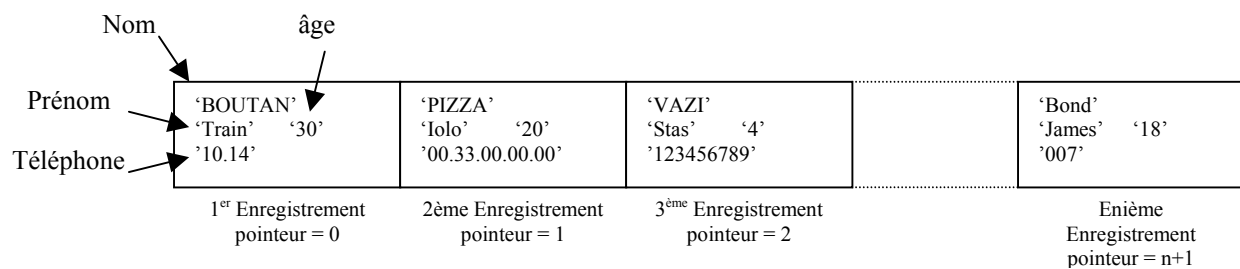 Nom âge
‘BOUTAN’ ‘PIZZA’ ‘VAZI’ ‘Bond’
Prénom ‘Train’ ‘30’ ‘Iolo’ ‘20’ ‘Stas’ ‘4’ ‘James’ ‘18’
Téléphone ’10.14’ ’00.33.00.00.00’ ’123456789’ ’007’
1er Enregistrement 2ème Enregistrement 3ème Enregistrement Enième
pointeur = 0 pointeur = 1 pointeur = 2 Enregistrement
pointeur = n+1